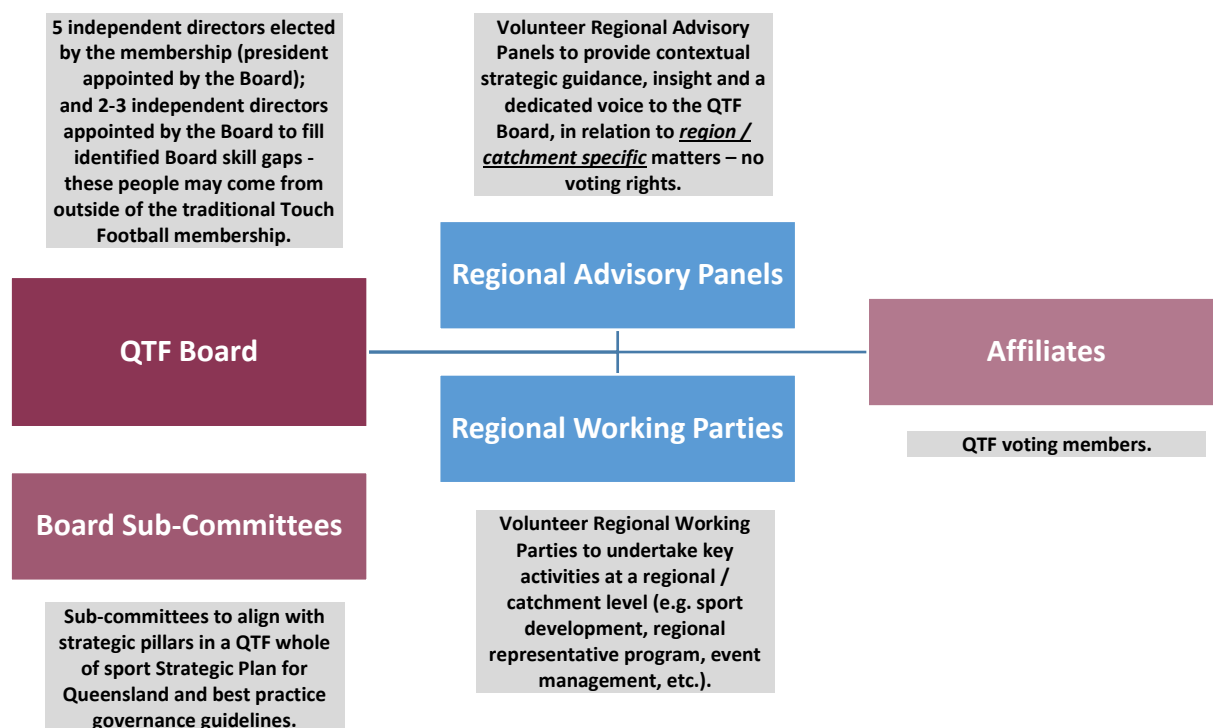 5 independent directors elected
by the membership (president
appointed by the Board);
and 2-3 independent directors
appointed by the Board to fill
identified Board skill gaps -
these people may come from
outside of the traditional Touch
Football membership.
QTF Board
Board Sub-Committees
Sub-committees to align with
strategic pillars in a QTF whole
of sport Strategic Plan for
Queensland and best practice
governance guidelines.
Volunteer Regional Advisory
Panels to provide contextual
strategic guidance, insight and a
dedicated voice to the QTF
Board, in relation to region /
catchment specific matters – no
voting rights.
Regional Advisory Panels
Regional Working Parties
Volunteer Regional Working
Parties to undertake key
activities at a regional /
catchment level (e.g. sport
development, regional
representative program, event
management, etc.).
Affiliates
QTF voting members.